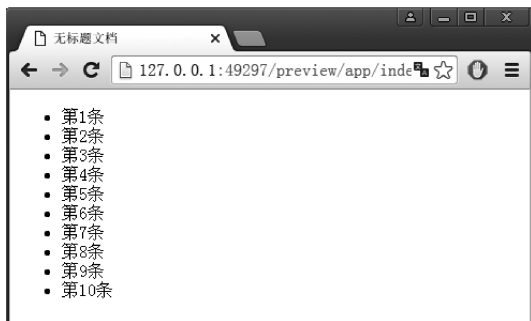 无标题文档
127.0.0.1:49297/preview/app/inde
第1条
第2条
第3条
第4条
第5条
第6条
第7条
第8条
第9条
第10条